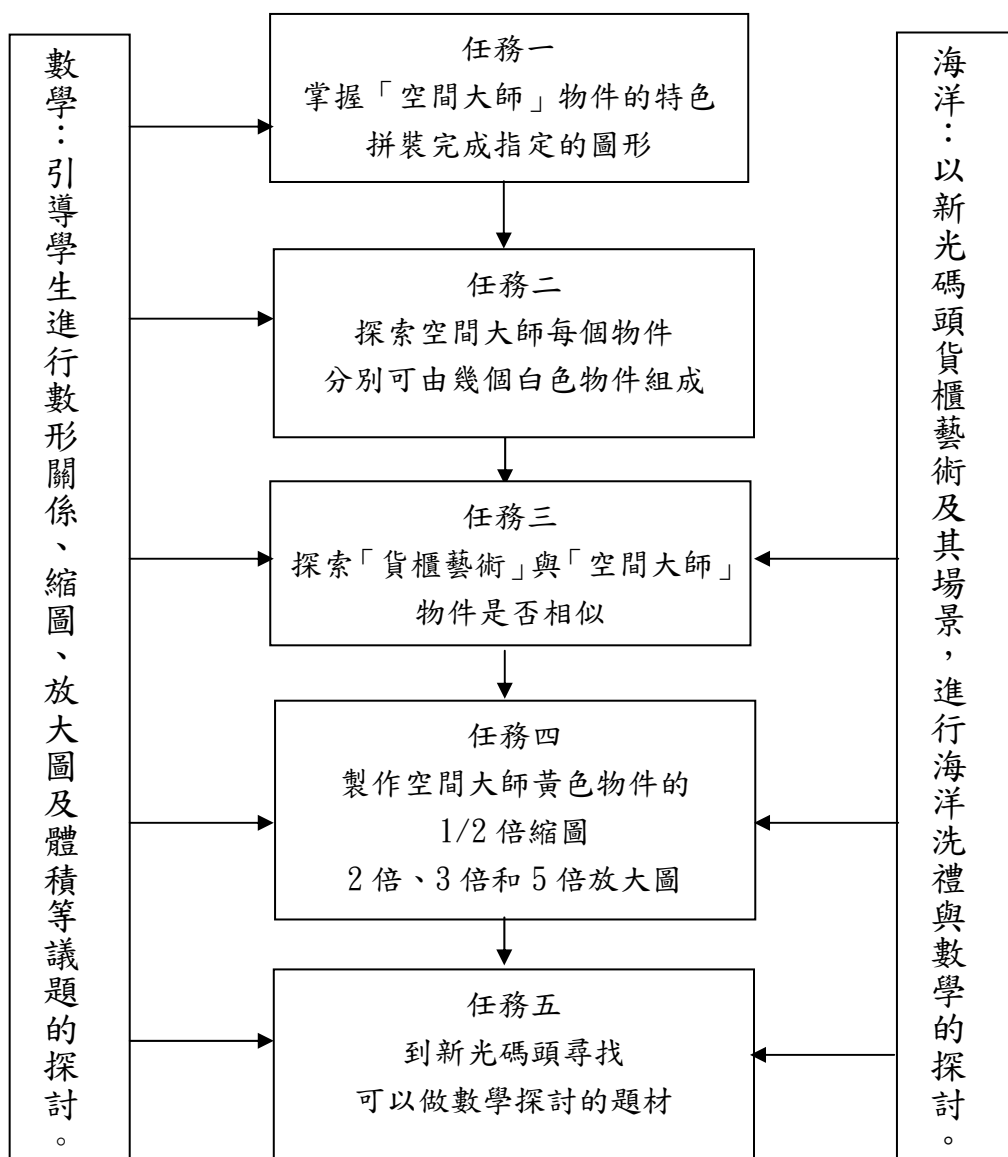 數學：引導學生進行數形關係、縮圖、放大圖及體積等議題的探討。
任務一
掌握「空間大師」物件的特色
拼裝完成指定的圖形
任務二
探索空間大師每個物件
分別可由幾個白色物件組成
任務三
探索「貨櫃藝術」與「空間大師」
物件是否相似
任務四
製作空間大師黃色物件的
1/2 倍縮圖
2 倍、3 倍和 5 倍放大圖
任務五
到新光碼頭尋找
可以做數學探討的題材
海洋：以新光碼頭貨櫃藝術及其場景，進行海洋洗禮與數學的探討。